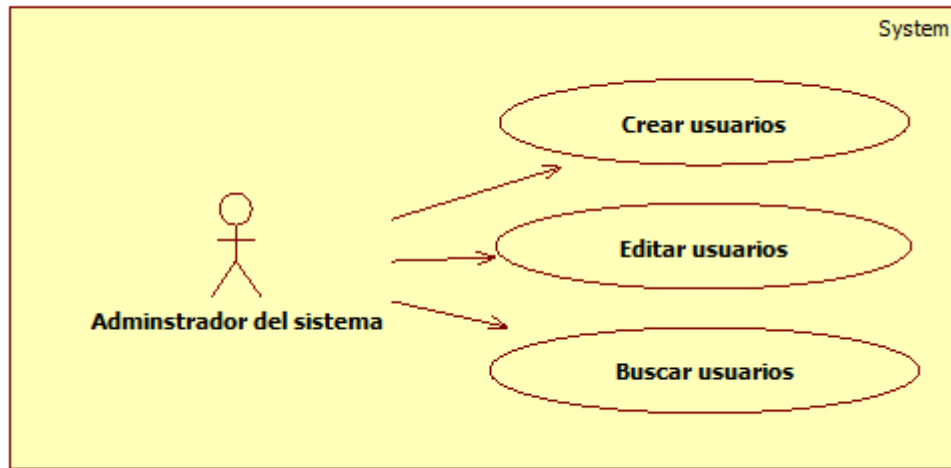 System
Crear usuarios
Editar usuarios
Adminstrador del sistema
Buscar usuarios